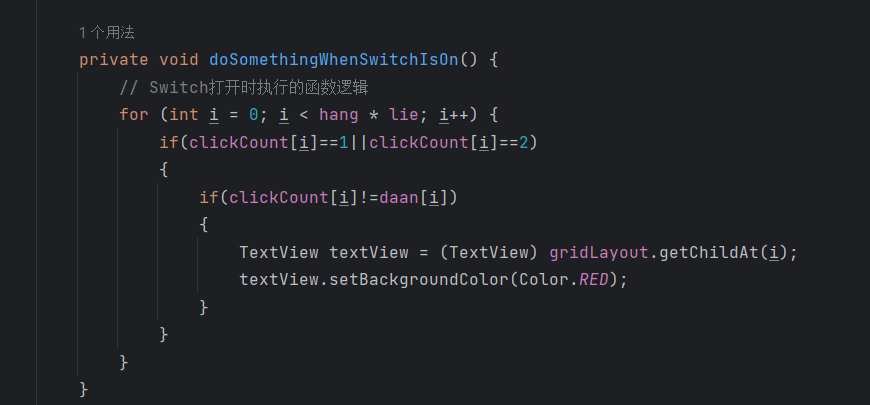 1 个用法
private void doSomethingWhenSwitchIsOn() {
// Switch打开时执行的函数逻辑
for (int i = 0; i < hang * lie; i++) {
if(clickCount[i]==1||clickCount[i]==2)
{
if(clickCount[i]!=daan[i])
{
TextView textView = (TextView) gridLayout.getChildAt(i);
textView.setBackgroundColor(Color.RED);
}
}
}
}